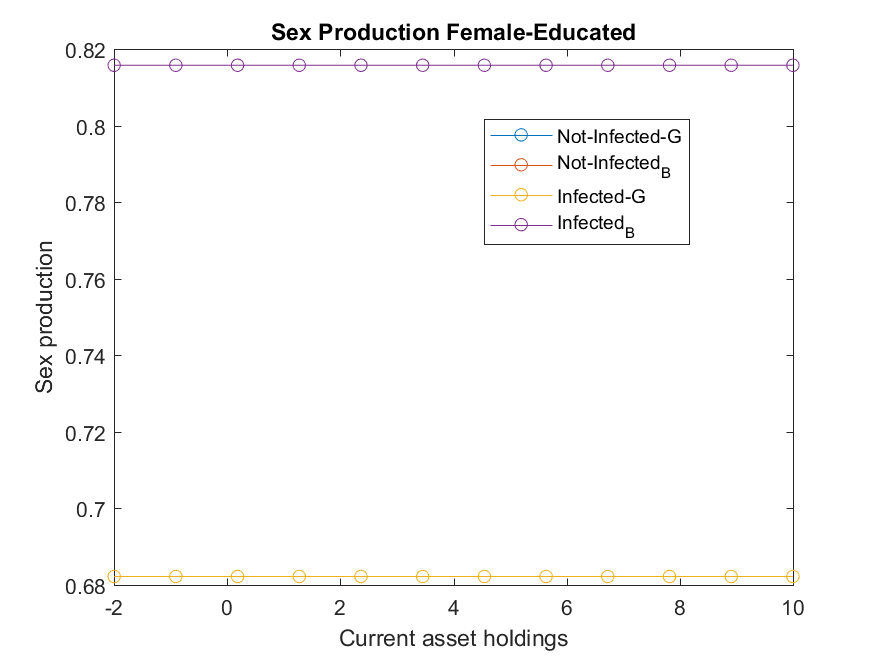 Sex Production Female-Educated
0.82
0.8
0.78
0.76
0.74
0.72
0.7
0.68
Sex production
Not-Infected-G
Not-Infected_B
Infected-G
Infected_B
-2 0 2 4 6 8 10
Current asset holdings